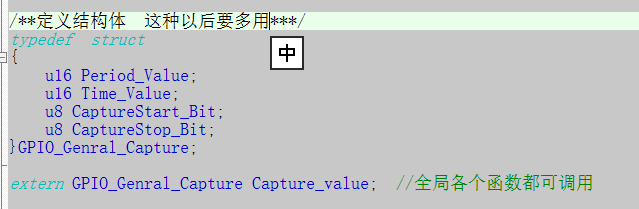 /**定义结构体  这种以后要多用***/
typedef  struct
{
    u16 Period_Value;
    u16 Time_Value;
    u8 CaptureStart_Bit;
    u8 CaptureStop_Bit;
}GPIO_Genral_Capture;
extern GPIO_Genral_Capture Capture_value;  //全局各个函数都可调用
中